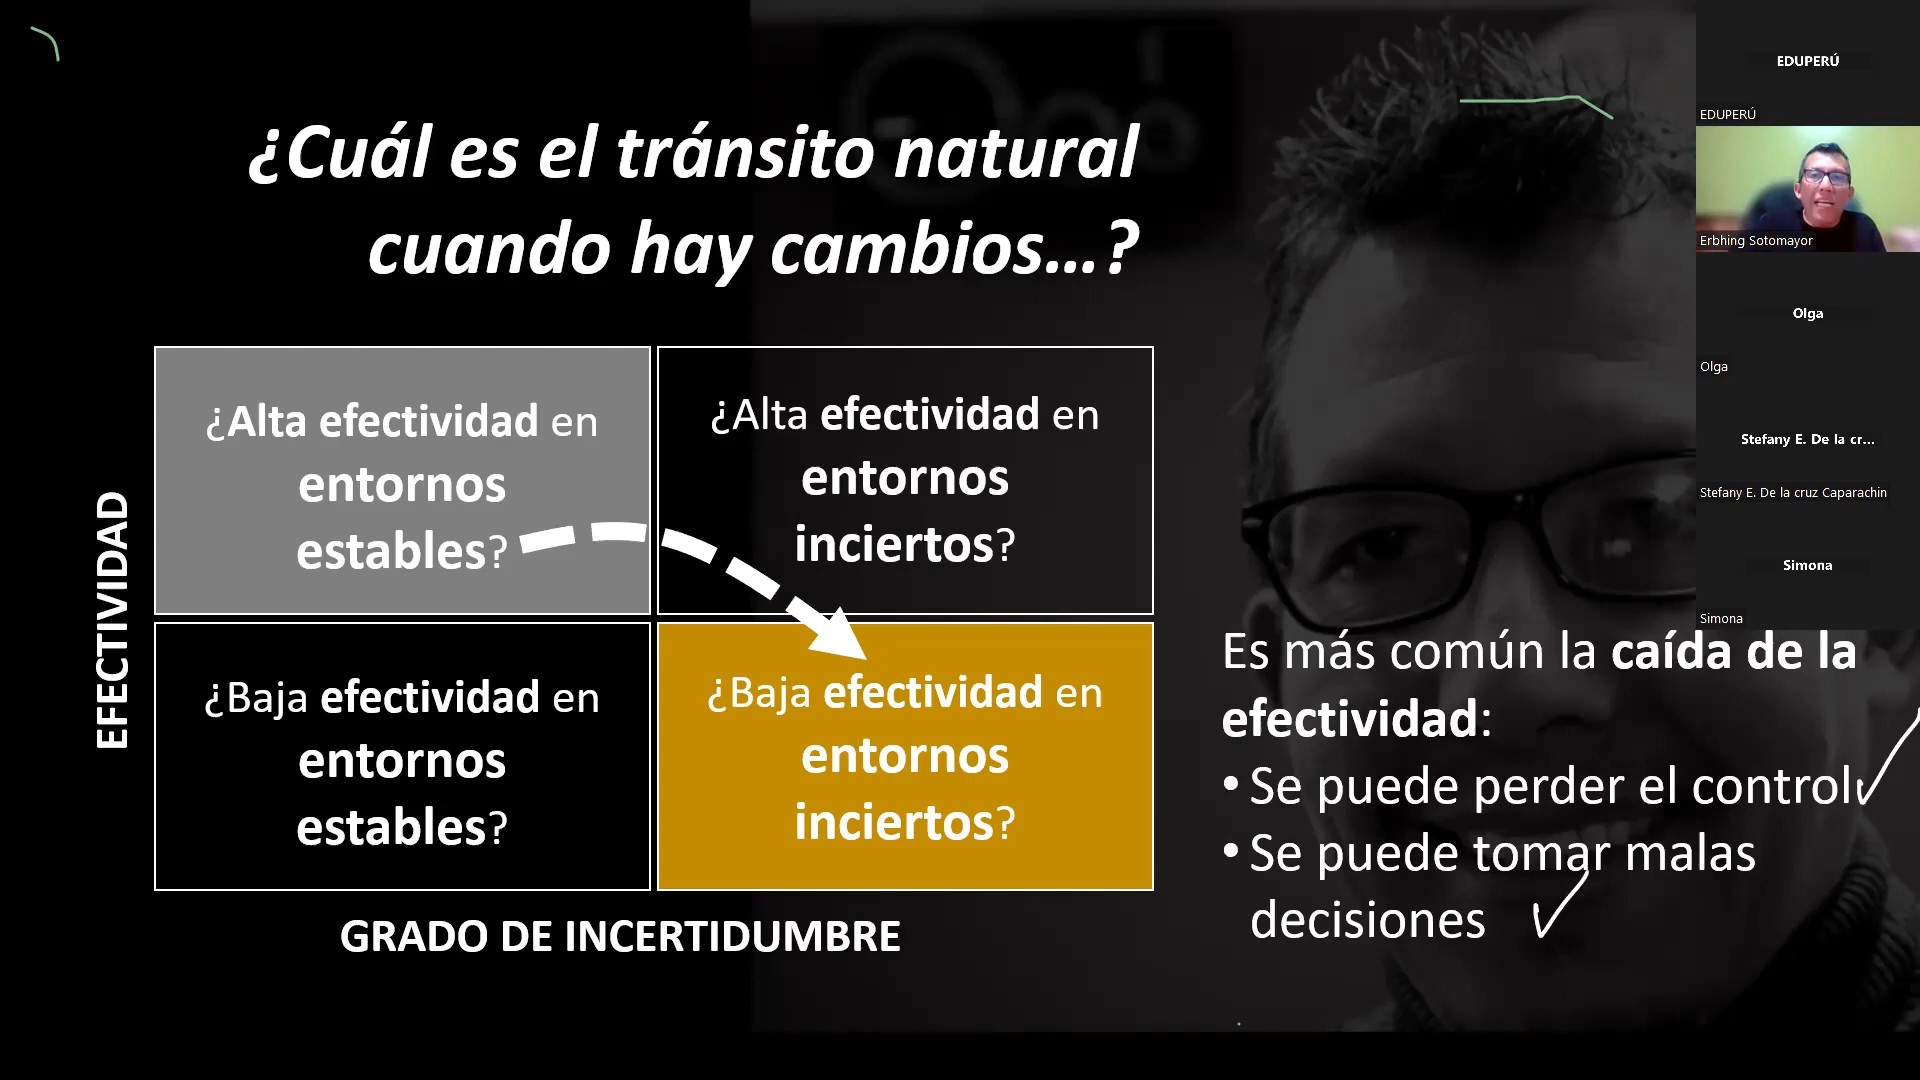 ¿Cuál es el tránsito natural
cuando hay cambios...?
EFECTIVIDAD
¿Alta efectividad en
entornos
estables?
¿Alta efectividad en
entornos
inciertos?
¿Baja efectividad en
entornos
estables?
¿Baja efectividad en
entornos
inciertos?
GRADO DE INCERTIDUMBRE
Es más común la caída de la
efectividad:
• Se puede perder el control
• Se puede tomar malas
decisiones
EDUPERÚ
EDUPERÚ
Erbhing Sotomayor
Olga
Olga
Stefany E. De la cr...
Stefany E. De la cruz Caparachin
Simona
Simona